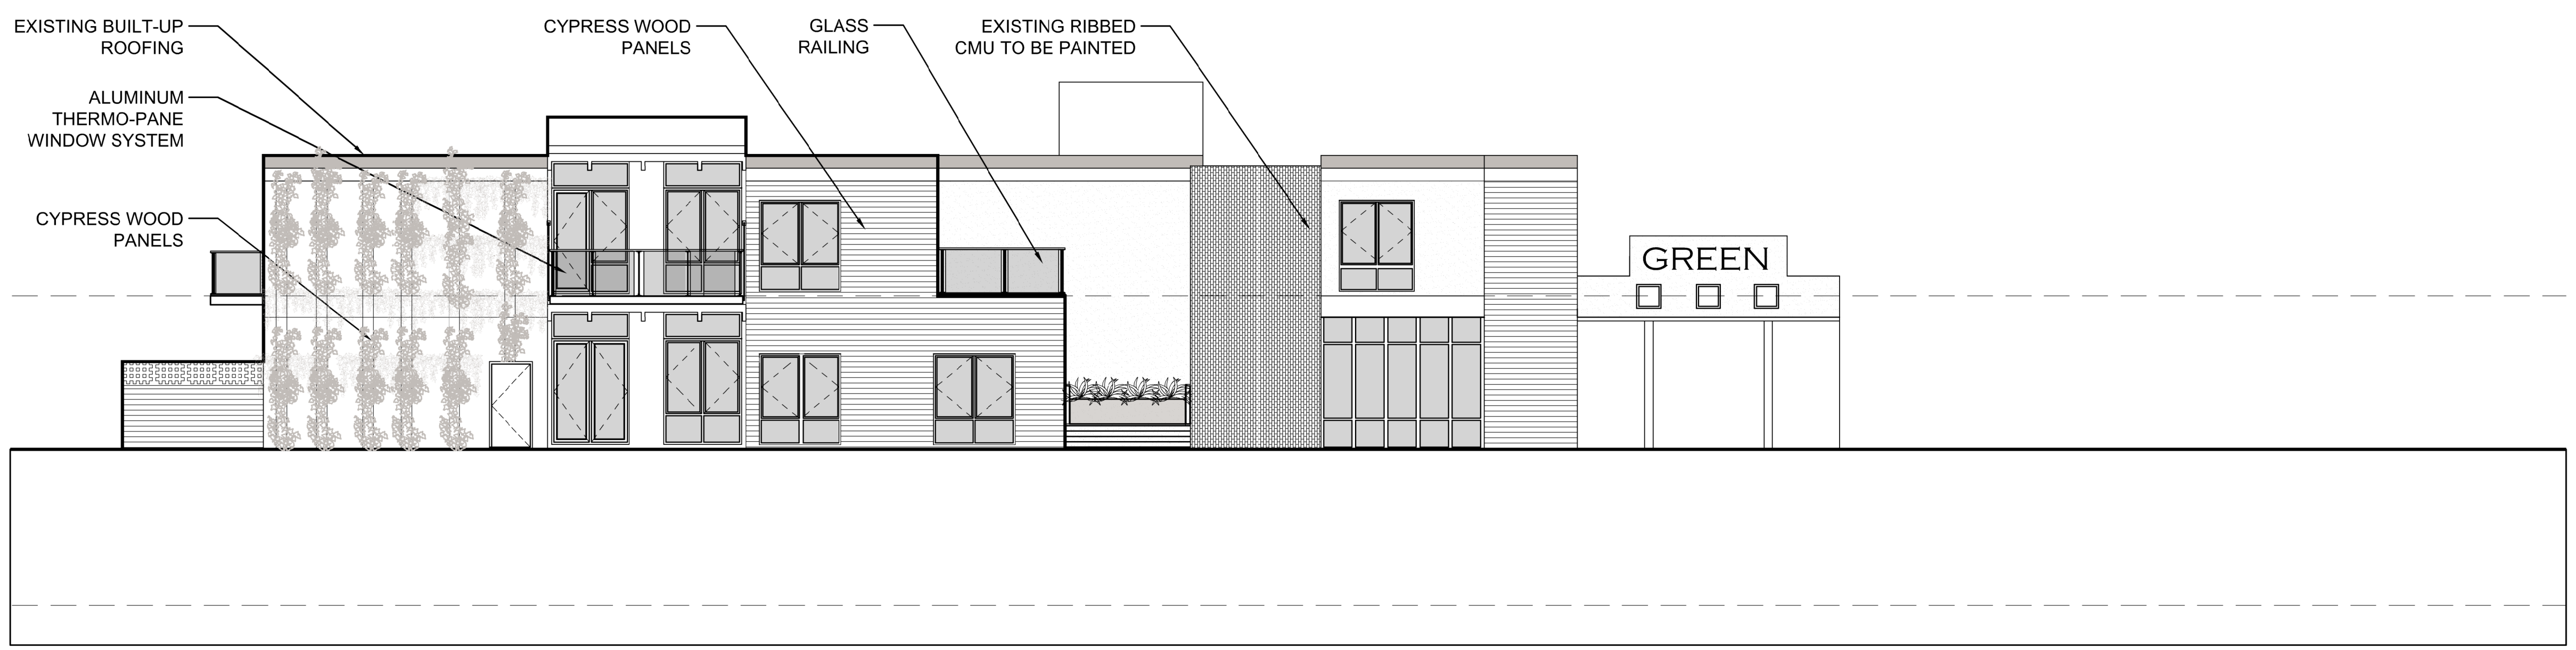 EXISTING BUILT-UP
ROOFING
ALUMINUM
THERMO-PANE
WINDOW SYSTEM
CYPRESS WOOD
PANELS
CYPRESS WOOD
PANELS
GLASS
RAILING
EXISTING RIBBED
CMU TO BE PAINTED
GREEN